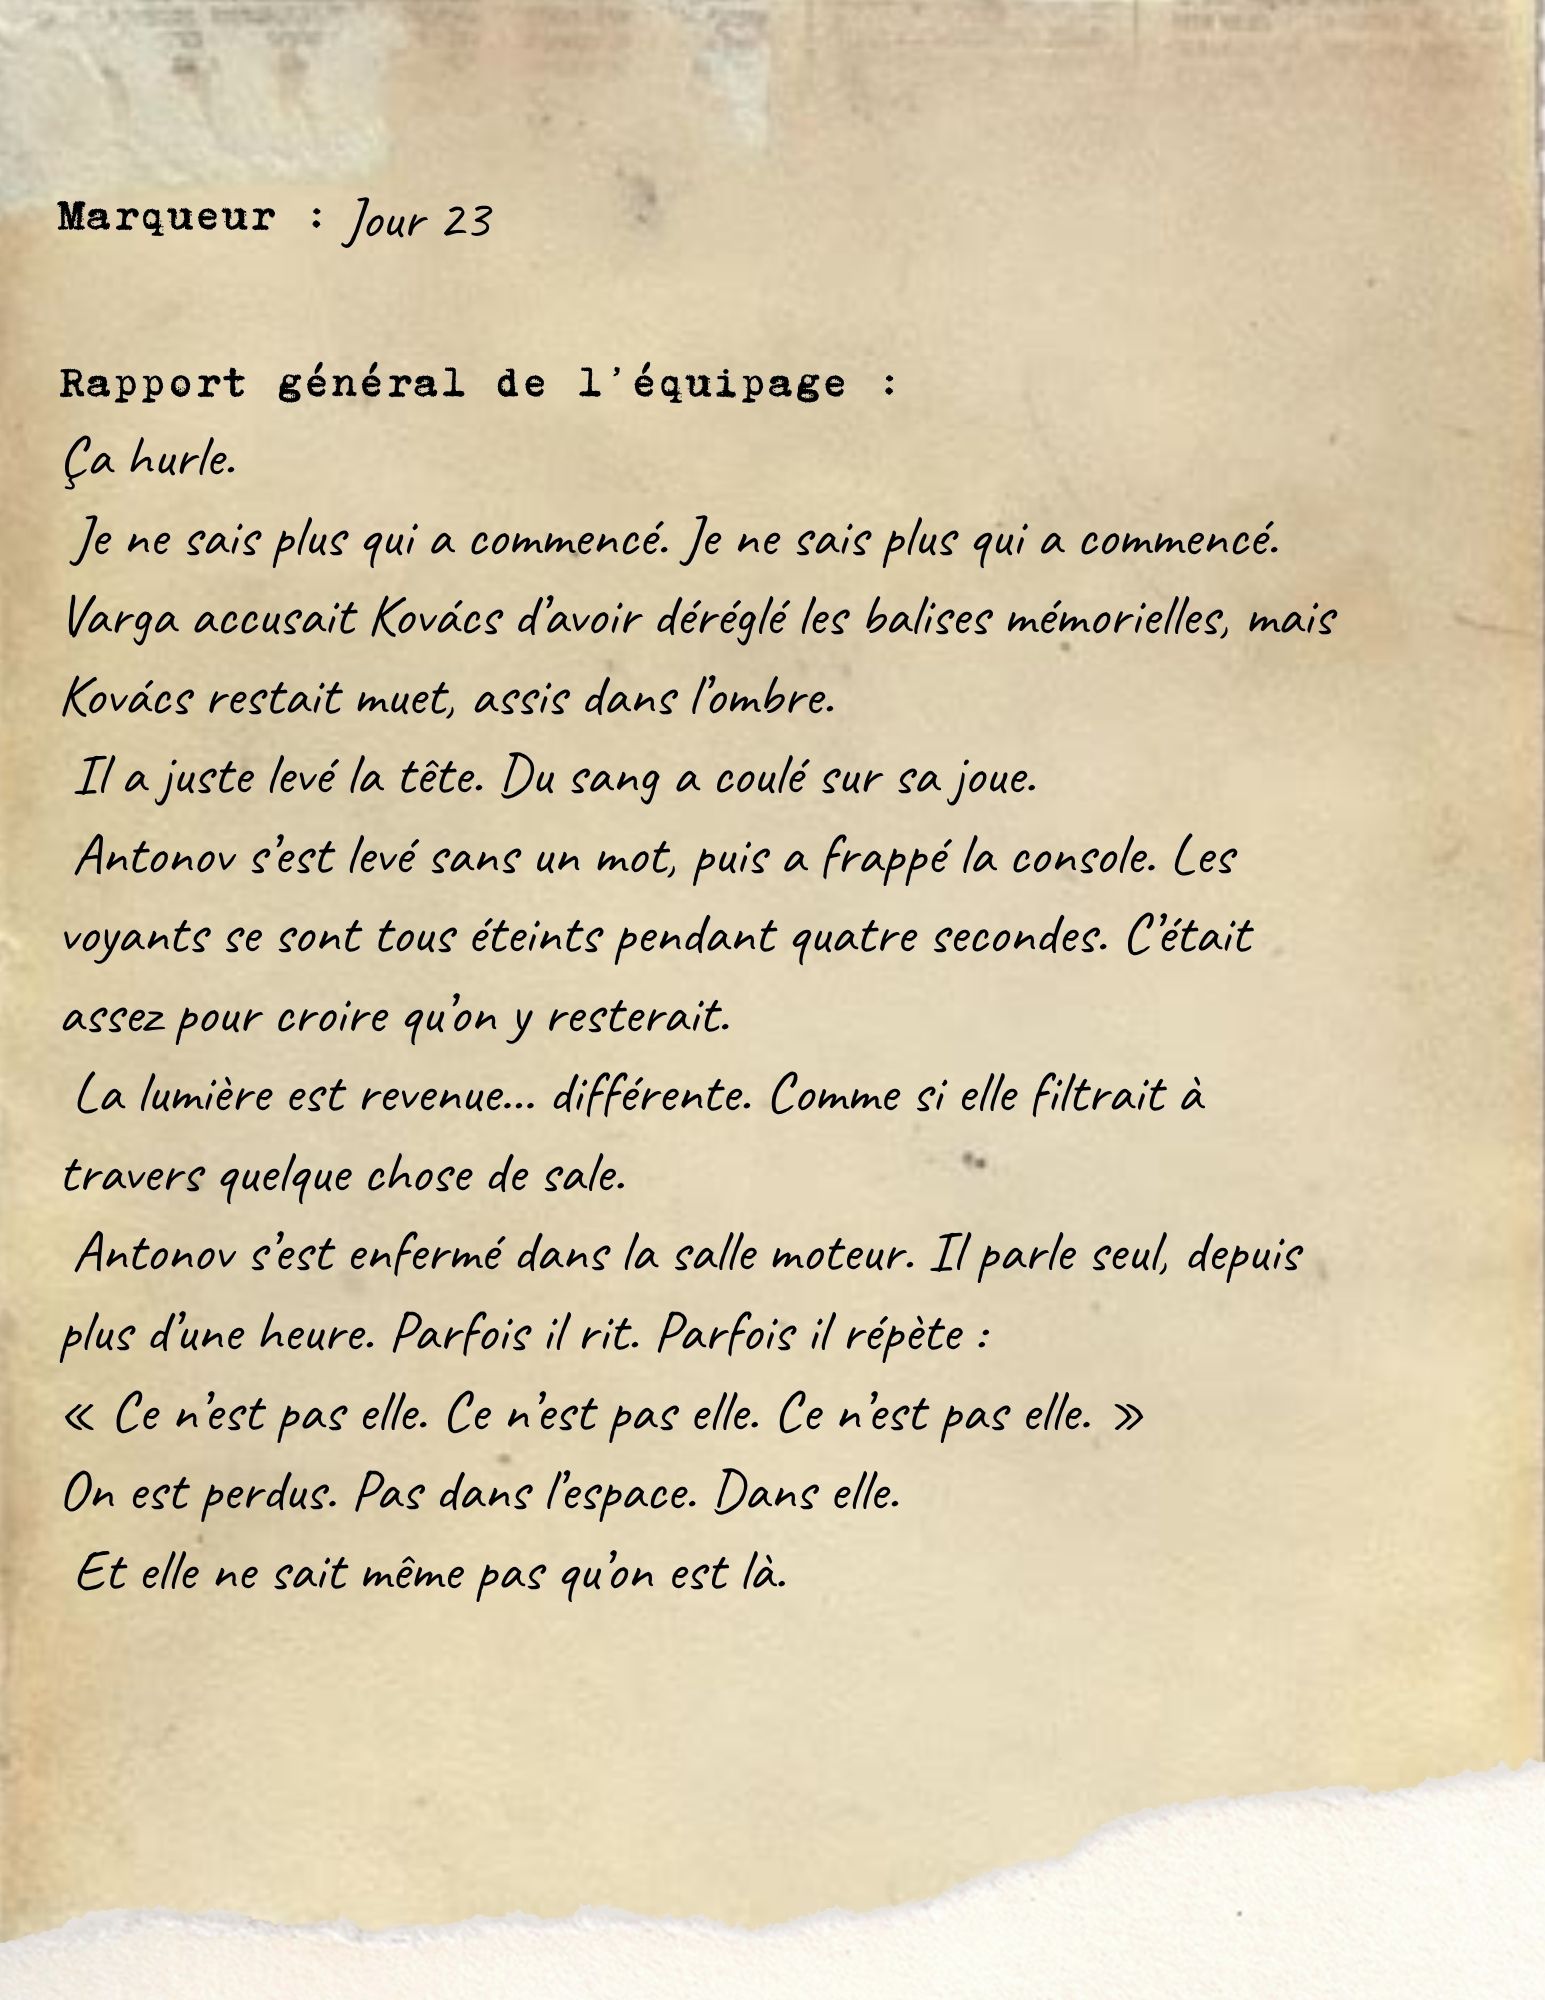 Marqueur : Jour 23
Rapport général de l'équipage :
Ça hurle.
Je ne sais plus qui a commencé. Je ne sais plus qui a commencé.
Varga accusait Kovács d’avoir déréglé les balises mémorielles, mais
Kovács restait muet, assis dans l’ombre.
Il a juste levé la tête. Du sang a coulé sur sa joue.
Antonov s’est levé sans un mot, puis a frappé la console. Les
voyants se sont tous éteints pendant quatre secondes. C’était
assez pour croire qu’on y resterait.
La lumière est revenue... différente. Comme si elle filtrait à
travers quelque chose de sale.
Antonov s’est enfermé dans la salle moteur. Il parle seul, depuis
plus d’une heure. Parfois il rit. Parfois il répète :
« Ce n’est pas elle. Ce n’est pas elle. Ce n’est pas elle. »
On est perdus. Pas dans l’espace. Dans elle.
Et elle ne sait même pas qu’on est là.